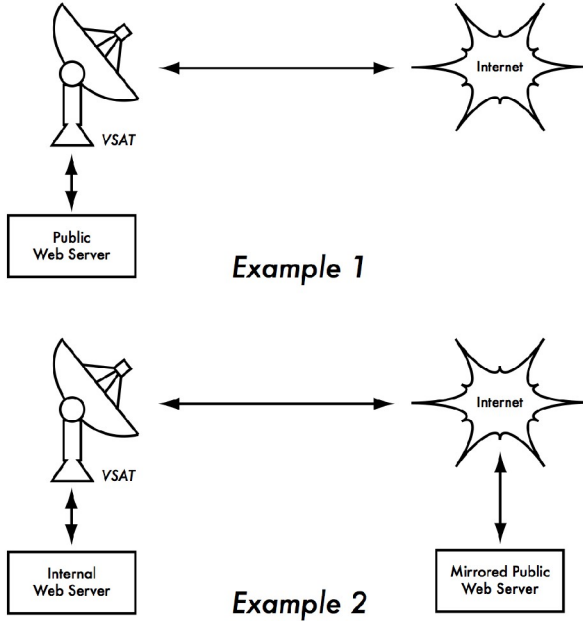 Internet
VSAT
Public
Web Server
Example 1
Internet
VSAT
Internal
Web Server
Mirrored Public
Web Server
Example 2